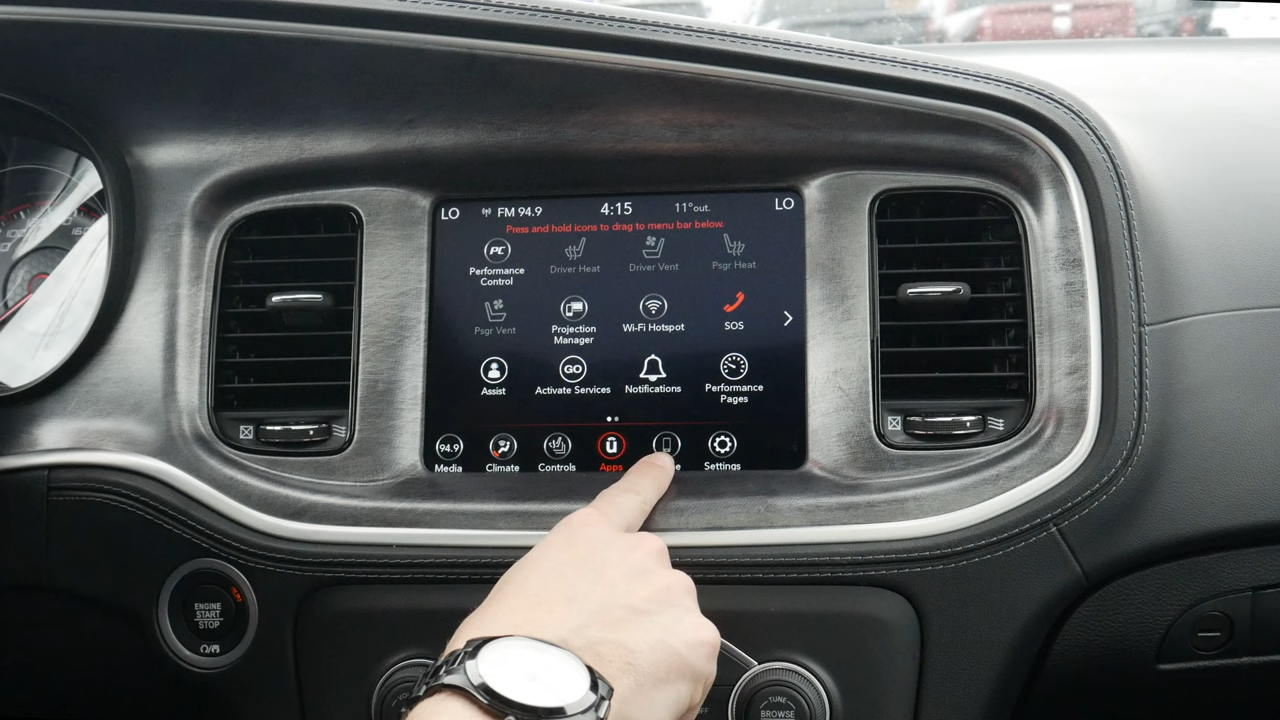 LO FM 94.9 4:15 11°out. LO
Press and hold icons to drag to menu bar below.
PC
Performance
Control
Driver Heat
Driver Vent
Psgr Heat
Psgr Vent
Projection
Manager
Wi-Fi Hotspot
SOS
Assist
GO
Activate Services
Notifications
Performance
Pages
94.9
Media
Climate
Controls
Apps
Settings
ENGINE
START
STOP
TUNE
BROWSE